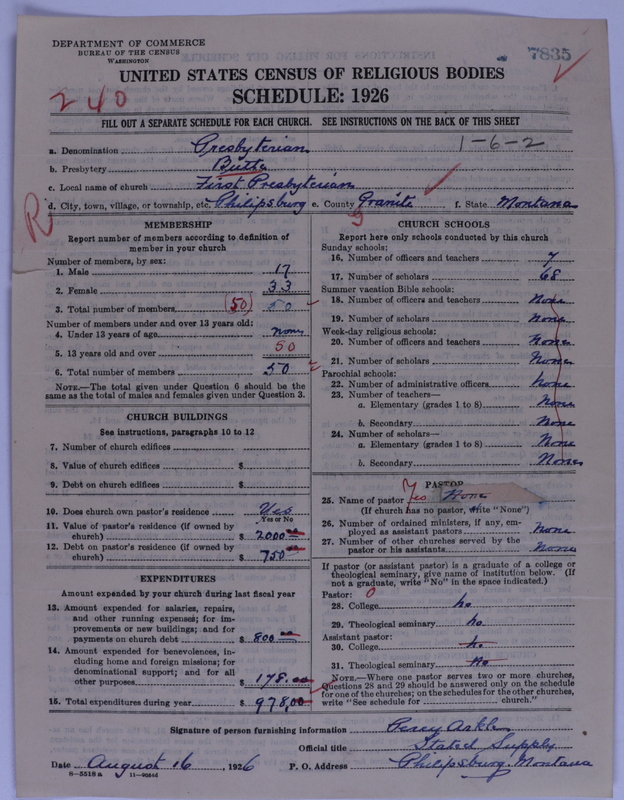 DEPARTMENT OF COMMERCE
BUREAU OF THE CENSUS
WASHINGTON
7835
UNITED STATES CENSUS OF RELIGIOUS BODIES
240
SCHEDULE: 1926
FILL OUT A SEPARATE SCHEDULE FOR EACH CHURCH. SEE INSTRUCTIONS ON THE BACK OF THIS SHEET
a. Denomination Presbyterian 1-6-2
b. Presbytery Butte
c. Local name of church First Presbyterian
d. City, town, village, or township, etc. Philipsburg e. County Granite f. State Montana
R
MEMBERSHIP
Report number of members according to definition of member in your church
Number of members, by sex:
1. Male 17
2. Female 33
3. Total number of members (50) 50
Number of members under and over 13 years old:
4. Under 13 years of age none
5. 13 years old and over 50
6. Total number of members 50
NOTE.—The total given under Question 6 should be the
same as the total of males and females given under Question 3.
CHURCH BUILDINGS
See instructions, paragraphs 10 to 12
7. Number of church edifices
8. Value of church edifices $
9. Debt on church edifices $
10. Does church own pastor's residence Yes
Yes or No
11. Value of pastor's residence (if owned by
church) $ 2000.00
12. Debt on pastor's residence (if owned by
church) $ 750.00
EXPENDITURES
Amount expended by your church during last fiscal year
13. Amount expended for salaries, repairs,
and other running expenses; for im-
provements or new buildings; and for
payments on church debt $ 800.00
14. Amount expended for benevolences, in-
cluding home and foreign missions; for
denominational support; and for all
other purposes $ 178.00
15. Total expenditures during year $ 978.00
CHURCH SCHOOLS
Report here only schools conducted by this church
Sunday schools:
16. Number of officers and teachers 7
17. Number of scholars 68
Summer vacation Bible schools:
18. Number of officers and teachers None
19. Number of scholars None
Week-day religious schools:
20. Number of officers and teachers None
21. Number of scholars None
Parochial schools:
22. Number of administrative officers None
23. Number of teachers—
a. Elementary (grades 1 to 8) None
b. Secondary None
24. Number of scholars—
a. Elementary (grades 1 to 8) None
b. Secondary None
PASTOR
25. Name of pastor Yes None
(If church has no pastor, write "None")
26. Number of ordained ministers, if any, em-
ployed as assistant pastors None
27. Number of other churches served by the
pastor or his assistants None
If pastor (or assistant pastor) is a graduate of a college or
theological seminary, give name of institution below. (If
not a graduate, write "No" in the space indicated.)
Pastor: 0
28. College no
29. Theological seminary no
Assistant pastor:
30. College no
31. Theological seminary no
NOTE.—Where one pastor serves two or more churches,
Questions 28 and 29 should be answered only on the schedule
for one of the churches; on the schedules for the other churches,
write "See schedule for church."
Signature of person furnishing information Percy
Official title Stated Supply
Date August 16, 1926 P. O. Address Philipsburg, Montana
8-5518 a 11-9034d